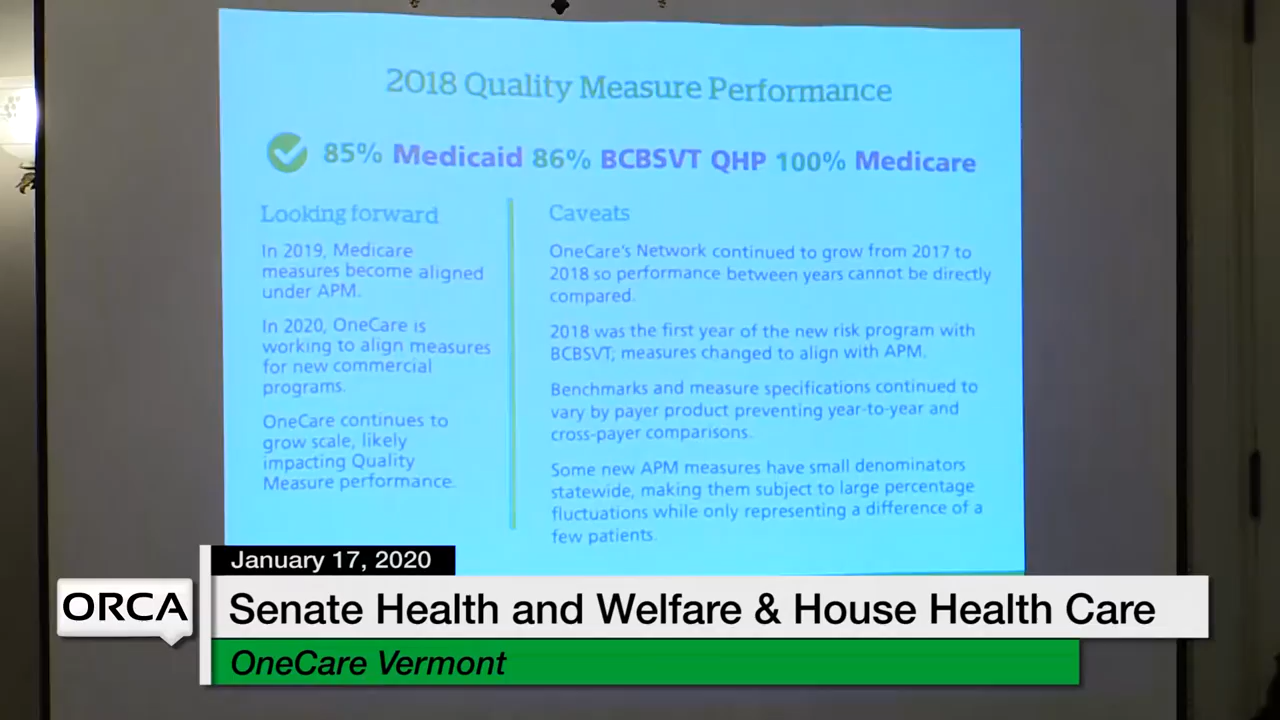 2018 Quality Measure Performance
85% Medicaid 86% BCBSVT QHP 100% Medicare
Looking forward
In 2019, Medicare
measures become aligned
under APM.
In 2020, OneCare is
working to align measures
for new commercial
programs.
OneCare continues to
grow scale, likely
impacting Quality
Measure performance.
Caveats
OneCare's Network continued to grow from 2017 to
2018 so performance between years cannot be directly
compared.
2018 was the first year of the new risk program with
BCBSVT, measures changed to align with APM.
Benchmarks and measure specifications continued to
vary by payer product preventing year-to-year and
cross-payer comparisons.
Some new APM measures have small denominators
statewide, making them subject to large percentage
fluctuations while only representing a difference of a
few patients.
January 17, 2020
ORCA
Senate Health and Welfare & House Health Care
OneCare Vermont